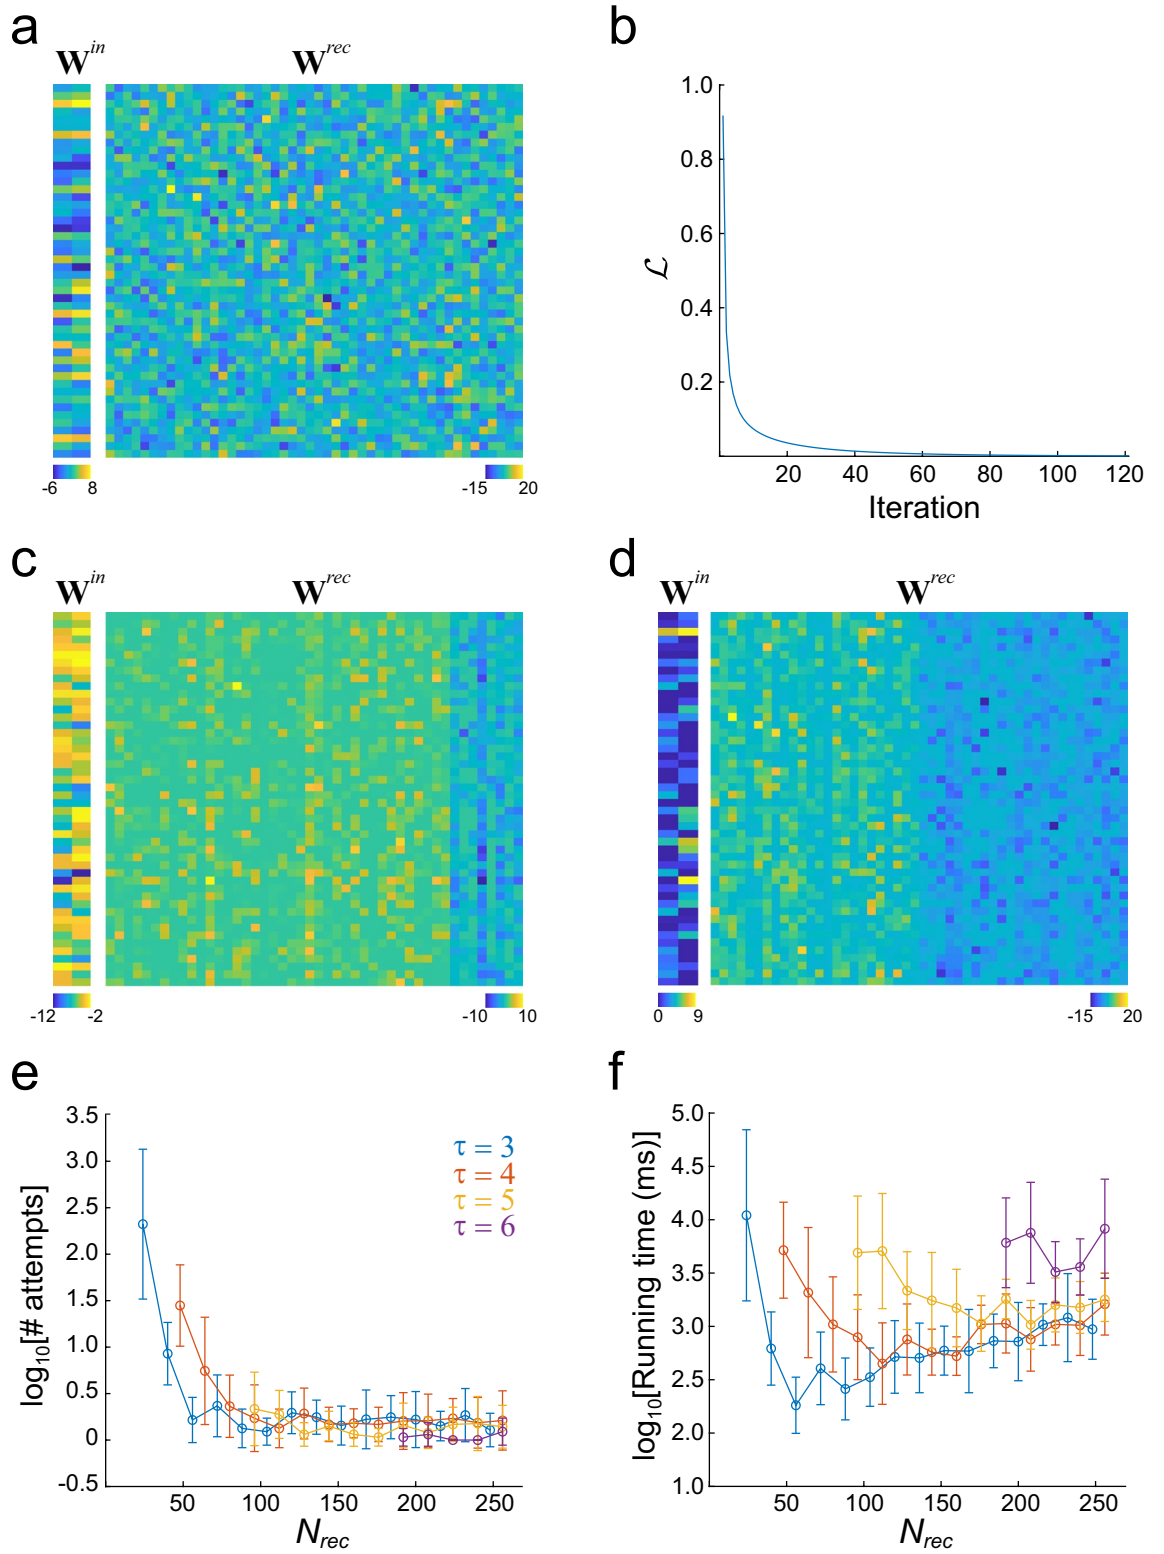 a
W^in W^rec
-6 8 -15 20
b
1.0
0.8
0.6
0.4
0.2
ℒ
20 40 60 80 100 120
Iteration
c
W^in W^rec
-12 -2 -10 10
d
W^in W^rec
0 9 -15 20
e
3.5
3.0
2.5
2.0
1.5
1.0
0.5
0
-0.5
log₁₀[# attempts]
τ = 3
τ = 4
τ = 5
τ = 6
50 100 150 200 250
N_rec
f
5.0
4.5
4.0
3.5
3.0
2.5
2.0
1.5
1.0
log₁₀[Running time (ms)]
50 100 150 200 250
N_rec